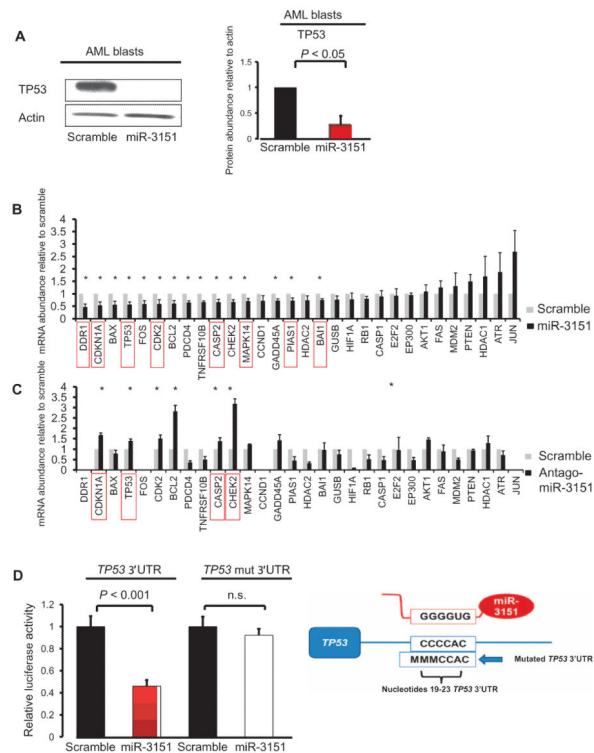 A
AML blasts
TP53
Actin
Scramble miR-3151
AML blasts
TP53
P < 0.05
Protein abundance relative to actin
1.5
1
0.5
0
Scramble miR-3151
B
mRNA abundance relative to scramble
4
3.5
3
2.5
2
1.5
1
0.5
0
* * * * * * * * * * * * * * *
DDR1
CDKN1A
BAX
TP53
FOS
CDK2
BCL2
PDCD4
TNFRSF10B
CASP2
CHEK2
MAPK14
CCND1
GADD45A
PIAS1
HDAC2
BAI1
GUSB
HIF1A
RB1
CASP1
E2F2
EP300
AKT1
FAS
MDM2
PTEN
HDAC1
ATR
JUN
Scramble
miR-3151
C
mRNA abundance relative to scramble
4
3.5
3
2.5
2
1.5
1
0.5
0
* * * * * * *
DDR1
CDKN1A
BAX
TP53
FOS
CDK2
BCL2
PDCD4
TNFRSF10B
CASP2
CHEK2
MAPK14
CCND1
GADD45A
PIAS1
HDAC2
BAI1
GUSB
HIF1A
RB1
CASP1
E2F2
EP300
AKT1
FAS
MDM2
PTEN
HDAC1
ATR
JUN
Scramble
Antago-
miR-3151
D
TP53 3'UTR
P < 0.001
TP53 mut 3'UTR
n.s.
Relative luciferase activity
1.2
1
0.8
0.6
0.4
0.2
0
Scramble miR-3151 Scramble miR-3151
miR-
3151
GGGGUG
TP53
CCCCAC
MMMCCAC
Mutated TP53 3'UTR
Nucleotides 19-23 TP53 3'UTR